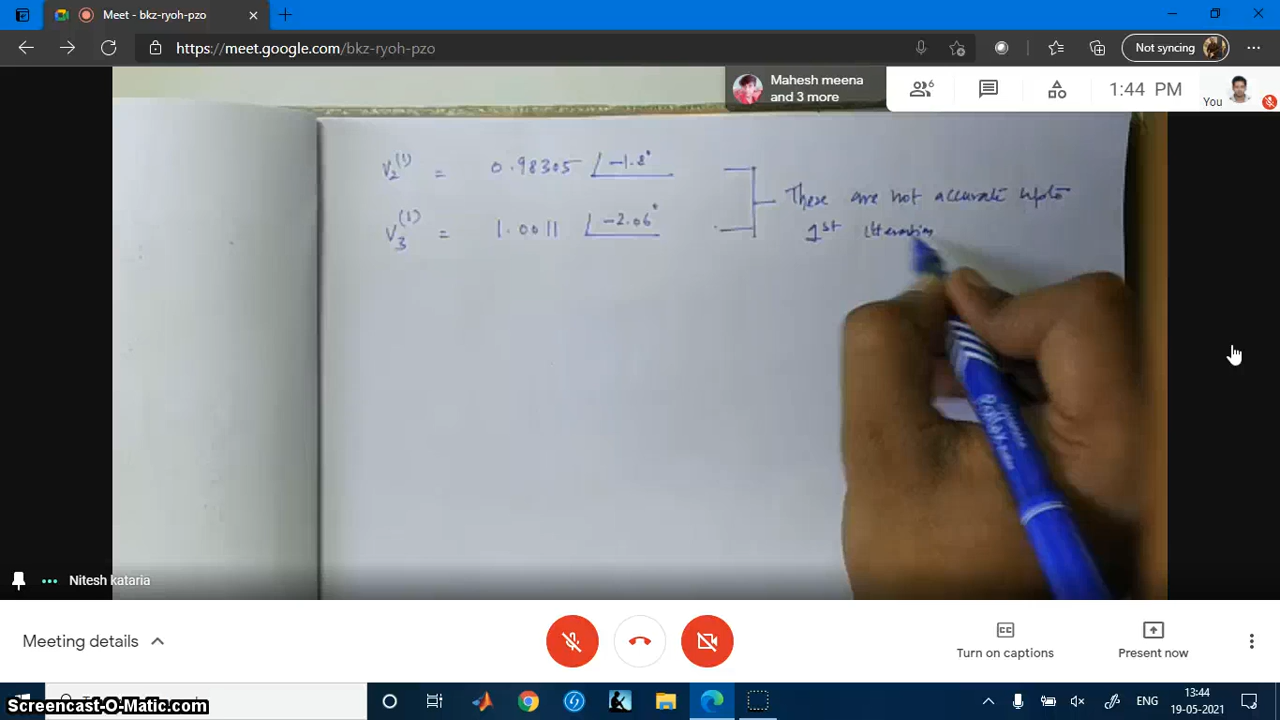 Meet - bkz-ryoh-pzo
https://meet.google.com/bkz-ryoh-pzo
Not syncing
Mahesh meena
and 3 more
6
1:44 PM
You
V₂⁽¹⁾ = 0.98305 ∠-1.8°
V₃⁽¹⁾ = 1.0011 ∠-2.06°
These are not accurate upto
1st iteration
Nitesh kataria
Meeting details
Turn on captions
Present now
Screencast-O-Matic.com
ENG
13:44
19-05-2021